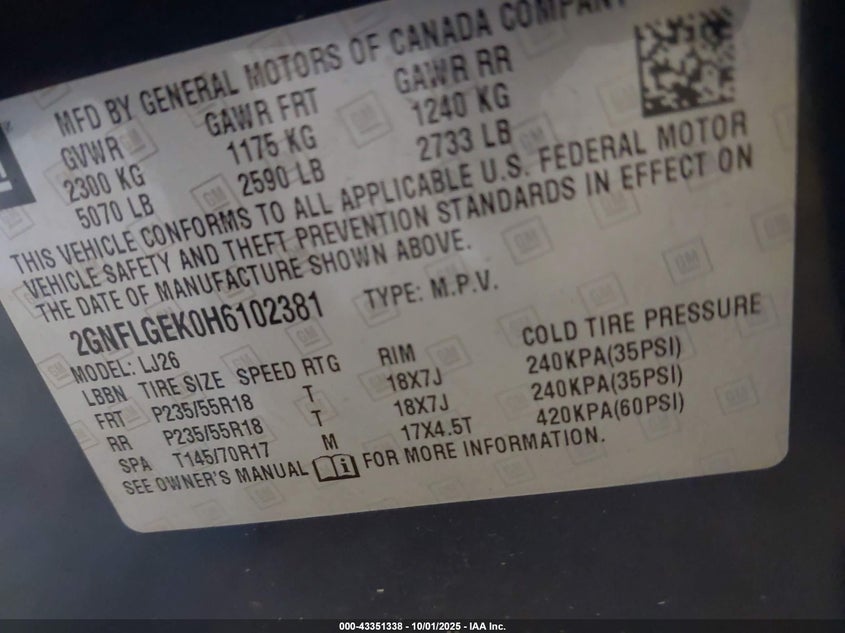 MFD BY GENERAL MOTORS OF CANADA COMPANY
GVWR GAWR FRT GAWR RR
2300 KG 1175 KG 1240 KG
5070 LB 2590 LB 2733 LB
THIS VEHICLE CONFORMS TO ALL APPLICABLE U.S. FEDERAL MOTOR
VEHICLE SAFETY AND THEFT PREVENTION STANDARDS IN EFFECT ON
THE DATE OF MANUFACTURE SHOWN ABOVE.
2GNFLGEK0H6102381 TYPE: M.P.V.
MODEL: LJ26
LBBN TIRE SIZE SPEED RTG RIM COLD TIRE PRESSURE
FRT P235/55R18 T 18X7J 240KPA(35PSI)
RR P235/55R18 T 18X7J 240KPA(35PSI)
SPA T145/70R17 M 17X4.5T 420KPA(60PSI)
SEE OWNER'S MANUAL FOR MORE INFORMATION.
000-43351338 - 10/01/2025 - IAA Inc.